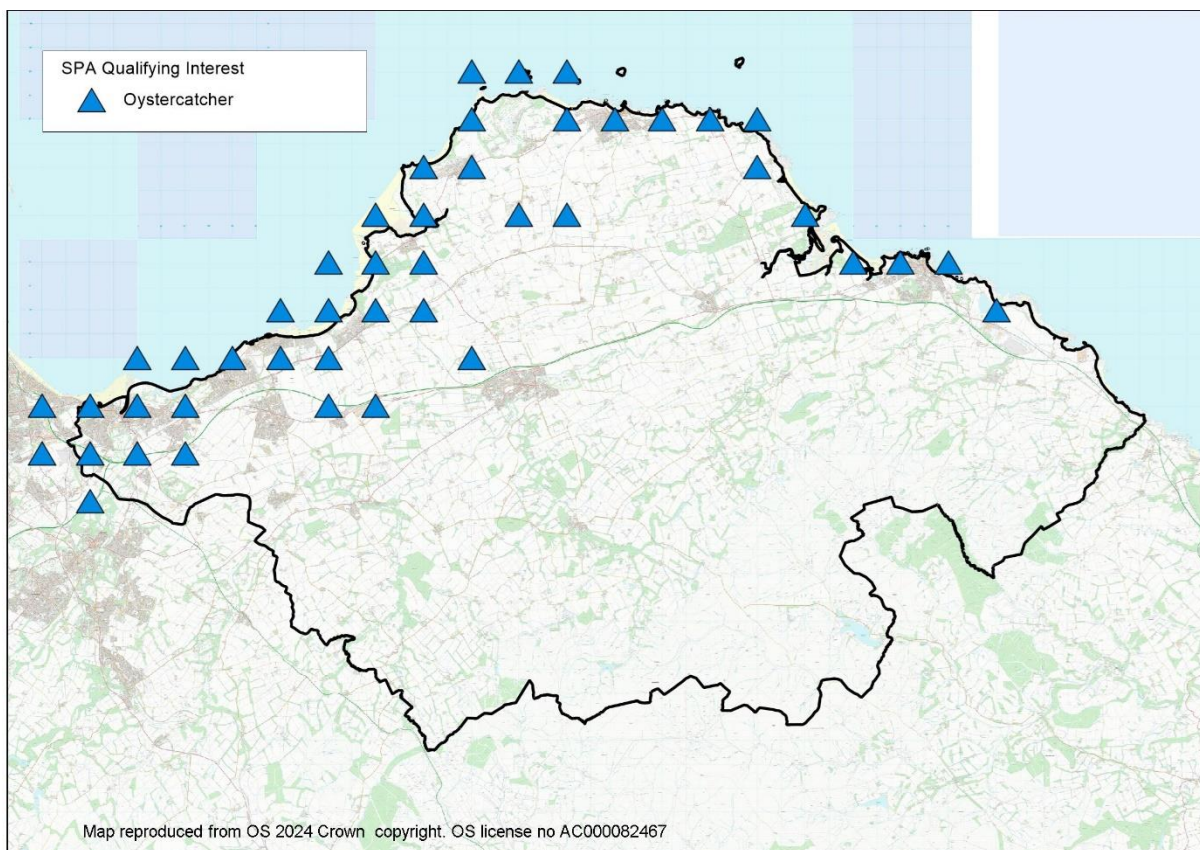 SPA Qualifying Interest
Oystercatcher
Map reproduced from OS 2024 Crown copyright. OS license no AC000082467